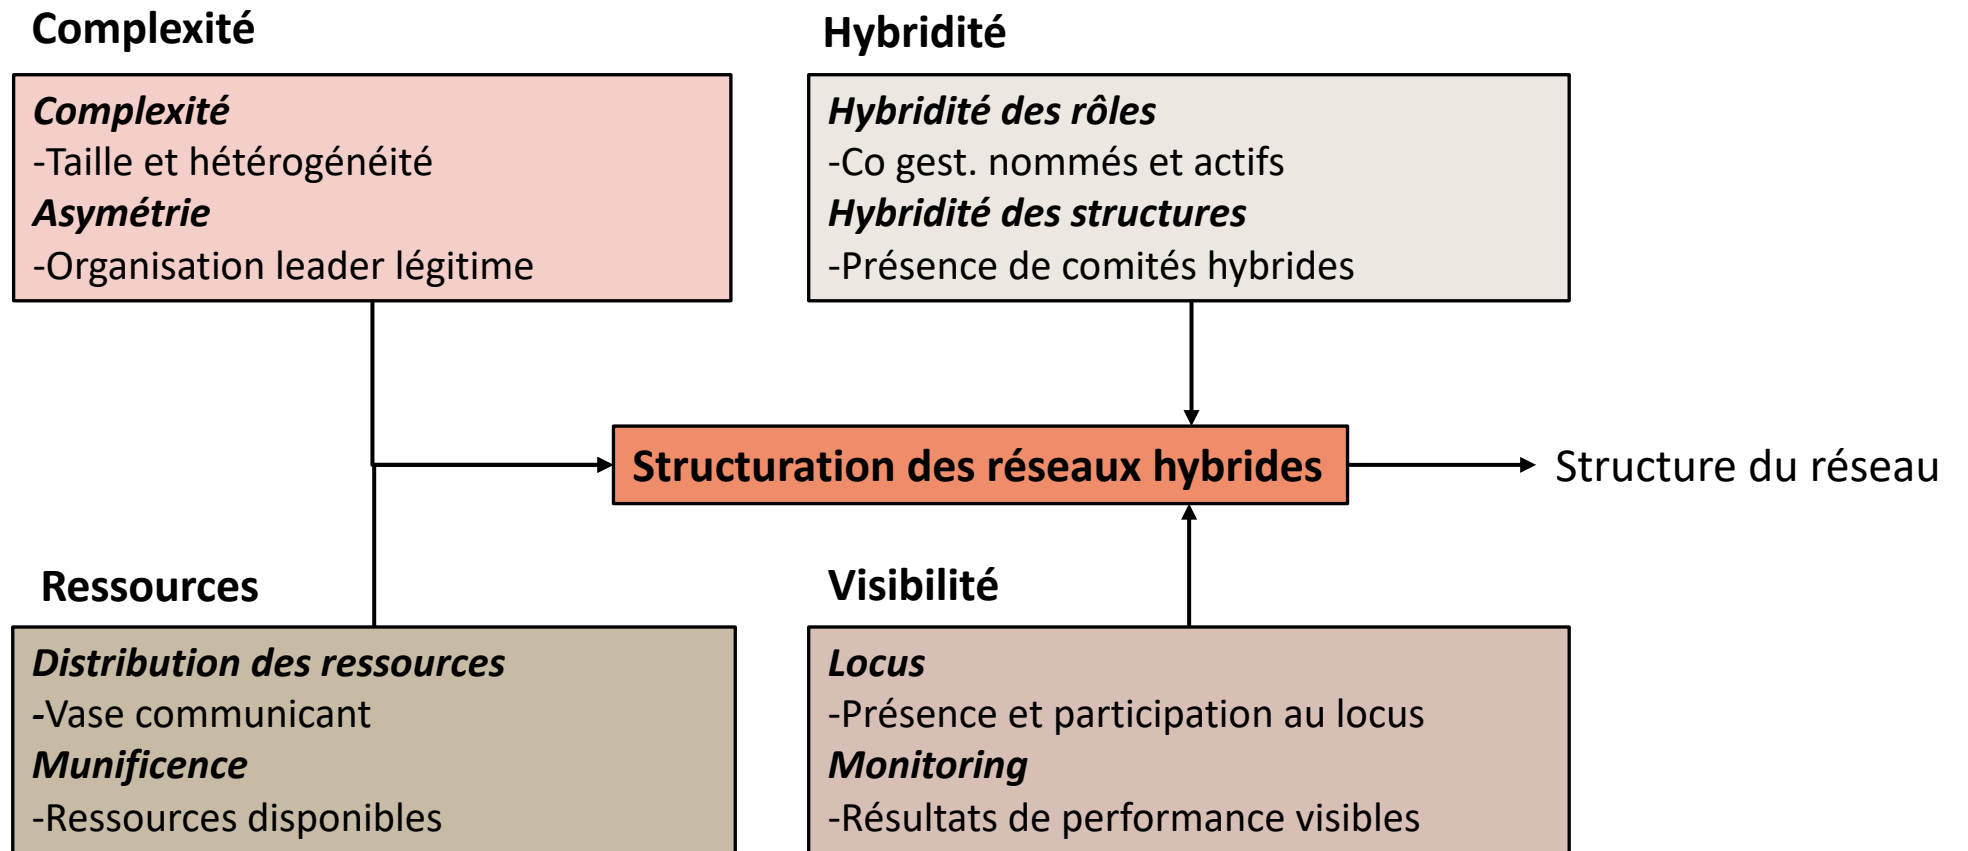 Complexité
Complexité
-Taille et hétérogénéité
Asymétrie
-Organisation leader légitime
Hybridité
Hybridité des rôles
-Co gest. nommés et actifs
Hybridité des structures
-Présence de comités hybrides
Structuration des réseaux hybrides
Structure du réseau
Ressources
Distribution des ressources
-Vase communicant
Munificence
-Ressources disponibles
Visibilité
Locus
-Présence et participation au locus
Monitoring
-Résultats de performance visibles